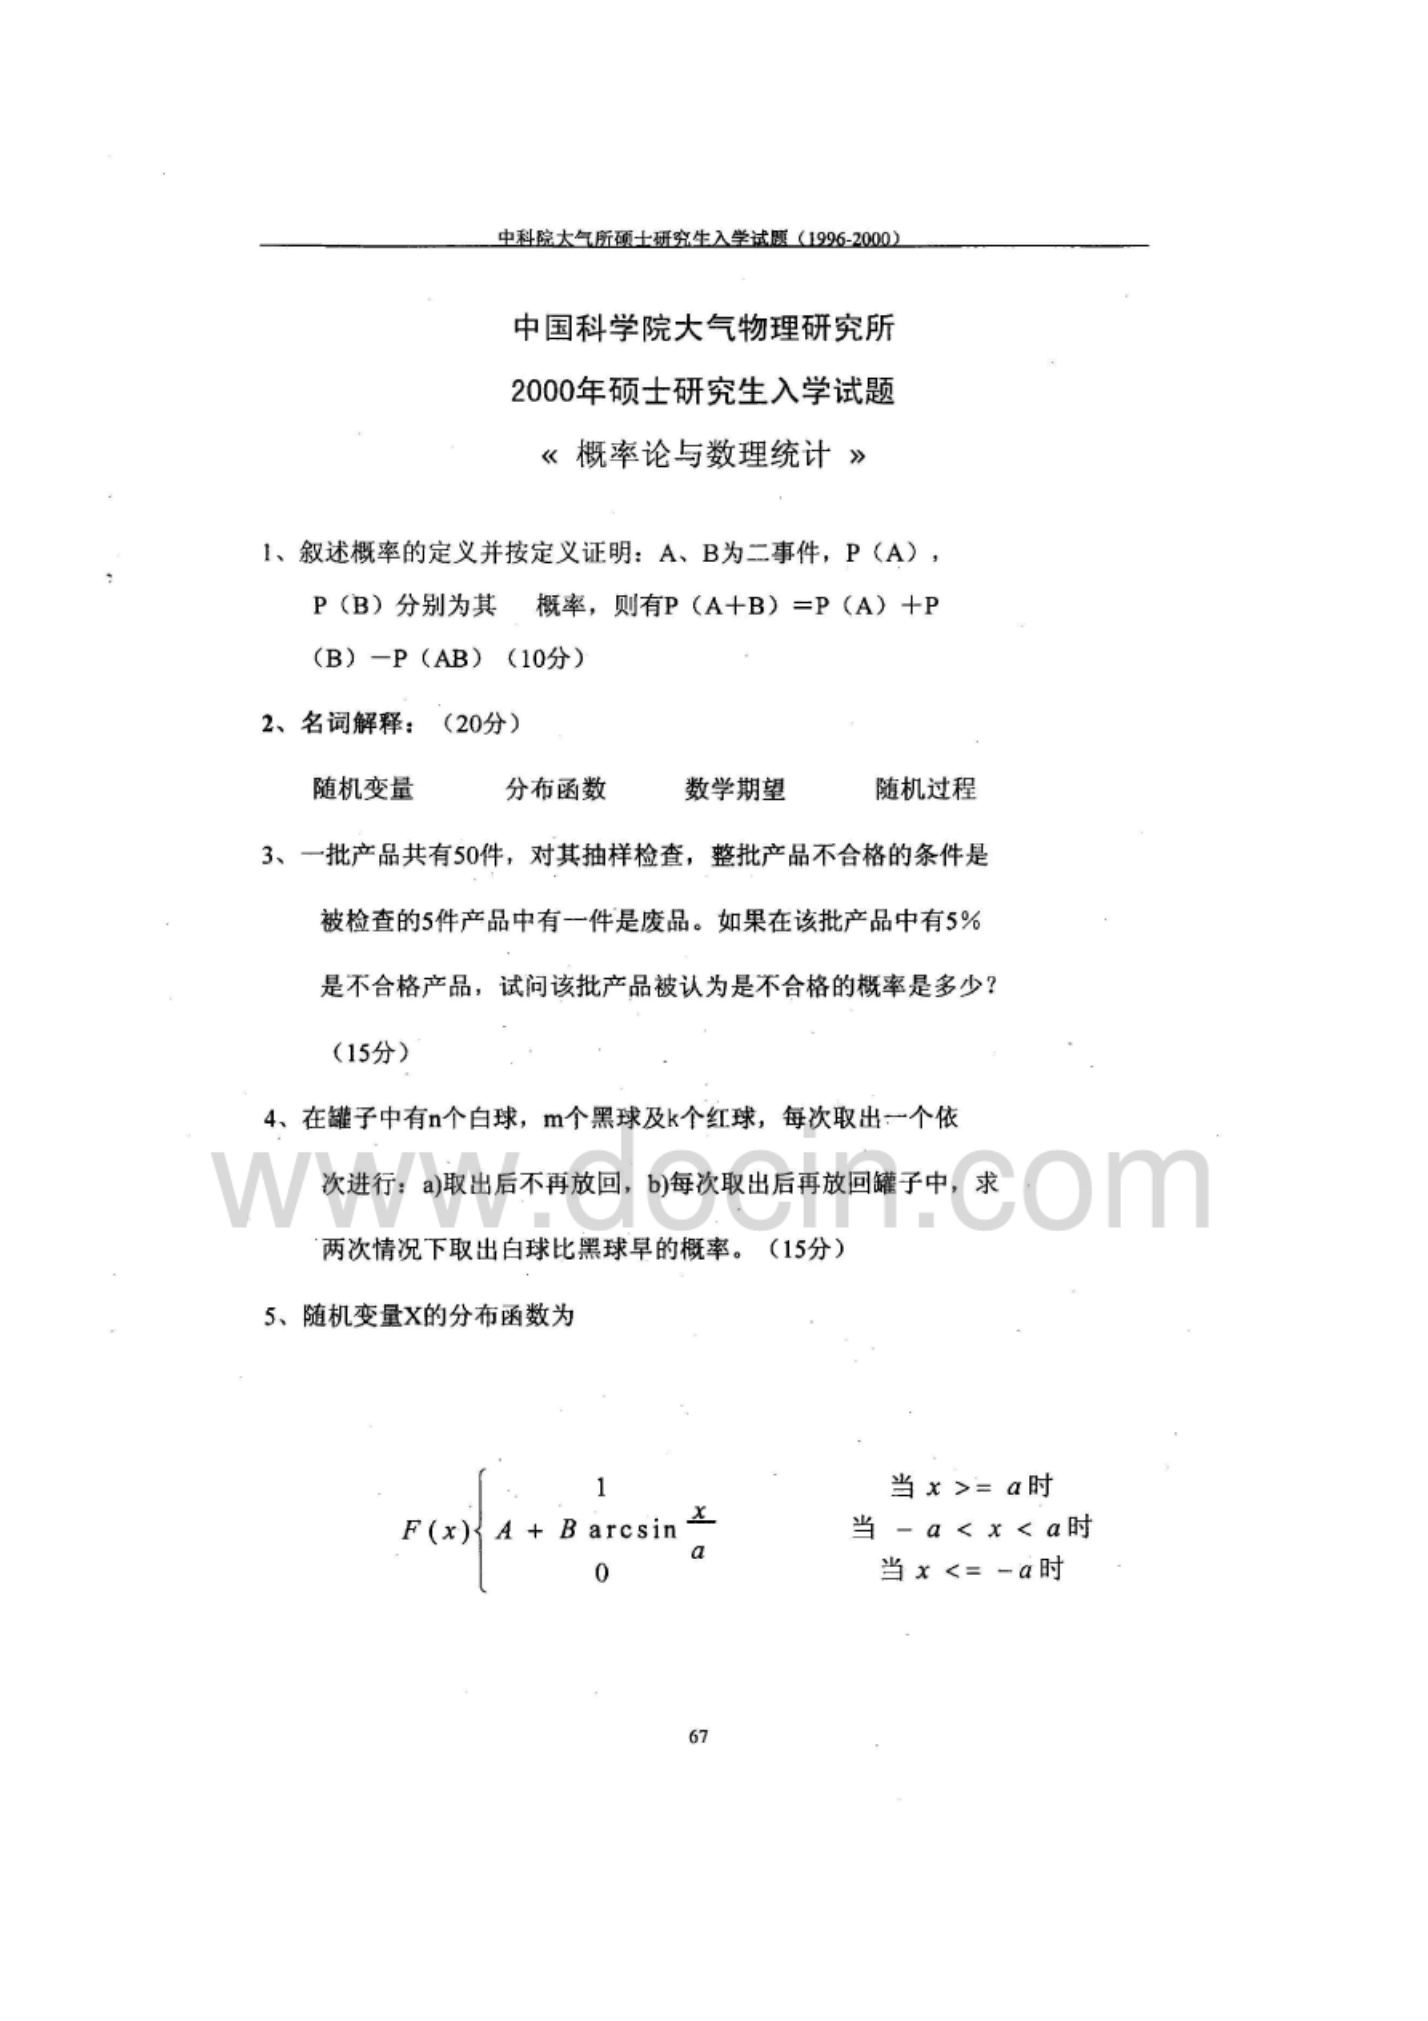 中科院大气所硕士研究生入学试题（1996-2000）
中国科学院大气物理研究所
2000年硕士研究生入学试题
« 概率论与数理统计 »
1、叙述概率的定义并按定义证明：A、B为二事件，P（A），
P（B）分别为其 概率，则有P（A＋B）＝P（A）＋P
（B）－P（AB）（10分）
2、名词解释：（20分）
随机变量 分布函数 数学期望 随机过程
3、一批产品共有50件，对其抽样检查，整批产品不合格的条件是
被检查的5件产品中有一件是废品。如果在该批产品中有5%
是不合格产品，试问该批产品被认为是不合格的概率是多少？
（15分）
4、在罐子中有n个白球，m个黑球及k个红球，每次取出一个依
次进行：a)取出后不再放回，b)每次取出后再放回罐子中，求
两次情况下取出白球比黑球早的概率。（15分）
www.docin.com
5、随机变量X的分布函数为
1 当 x >= a时
F(x){ A + B arcsin x/a 当 - a < x < a时
0 当 x <= -a时
67